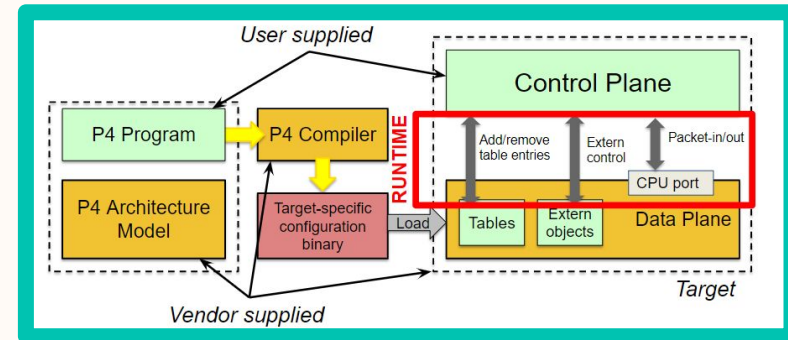 User supplied
Control Plane
P4 Program
P4 Compiler
RUNTIME
Add/remove
table entries
Extern
control
Packet-in/out
CPU port
P4 Architecture
Model
Target-specific
configuration
binary
Load
Tables
Extern
objects
Data Plane
Vendor supplied
Target